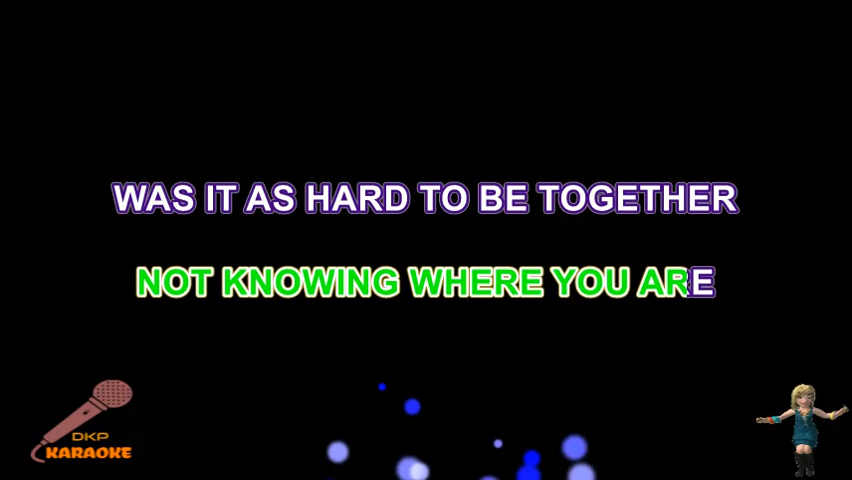 WAS IT AS HARD TO BE TOGETHER
NOT KNOWING WHERE YOU ARE
DKP
KARAOKE